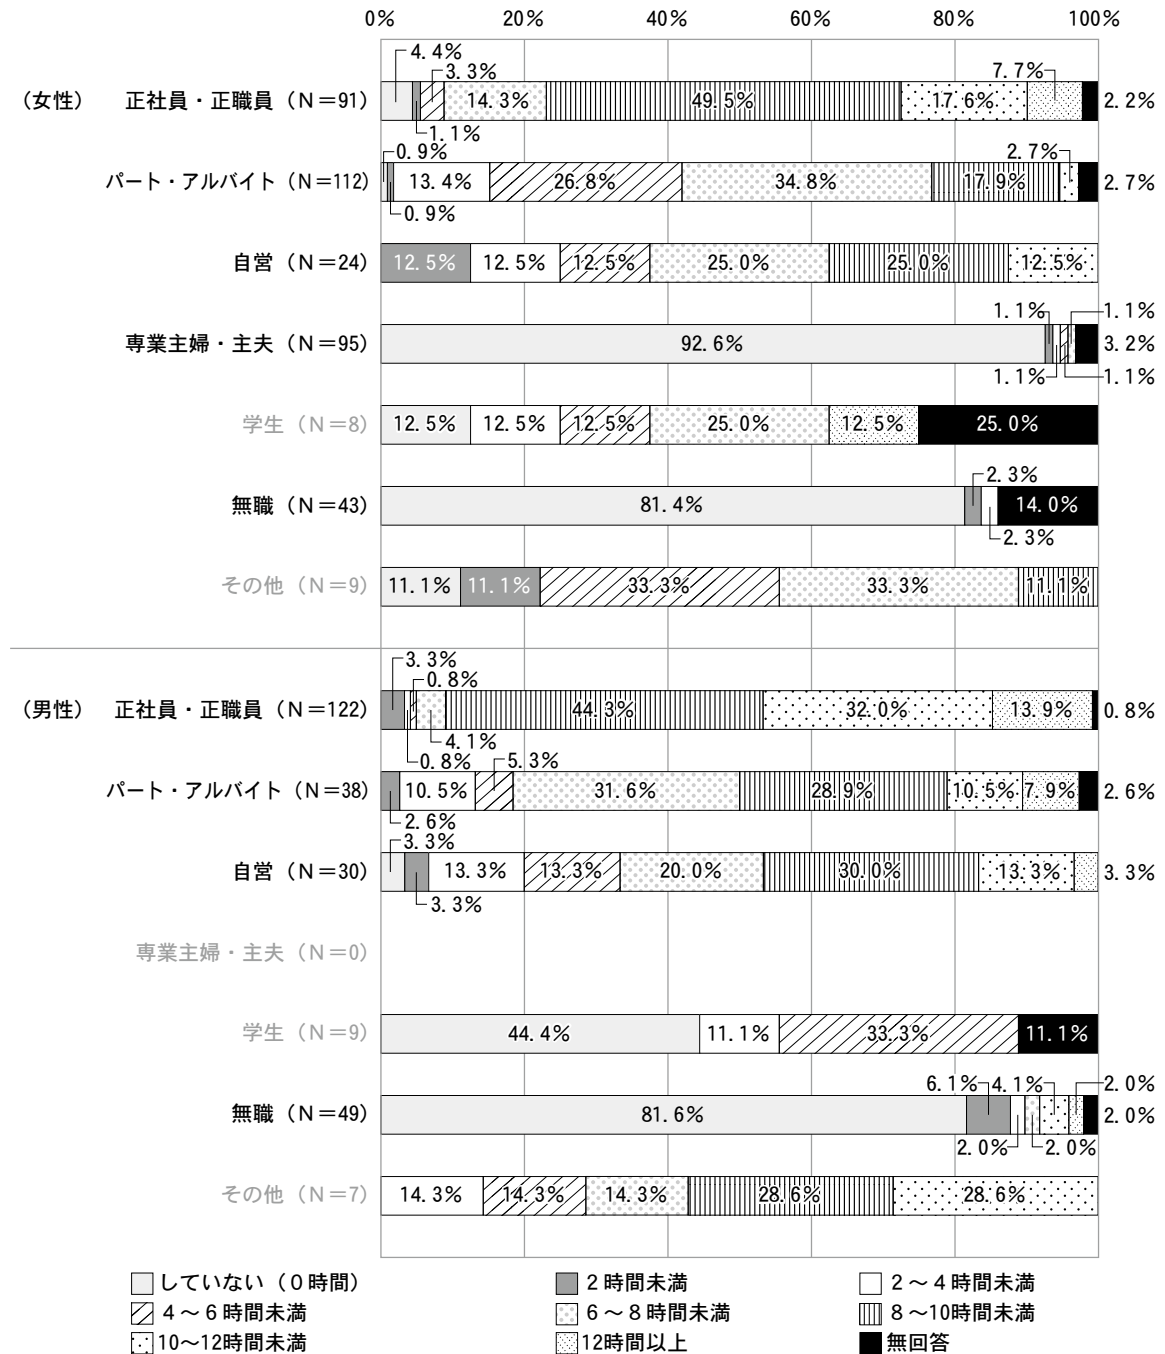 0% 20% 40% 60% 80% 100%
4.4% 3.3% 7.7%
（女性） 正社員・正職員（Ｎ＝91） 14.3% 49.5% 17.6% 2.2%
1.1%
0.9% 2.7%
パート・アルバイト（Ｎ＝112） 13.4% 26.8% 34.8% 17.9% 2.7%
0.9%
自営（Ｎ＝24） 12.5% 12.5% 12.5% 25.0% 25.0% 12.5%
1.1% 1.1%
専業主婦・主夫（Ｎ＝95） 92.6% 3.2%
1.1% 1.1%
学生（Ｎ＝8） 12.5% 12.5% 12.5% 25.0% 12.5% 25.0%
2.3%
無職（Ｎ＝43） 81.4% 14.0%
2.3%
その他（Ｎ＝9） 11.1% 11.1% 33.3% 33.3% 11.1%
3.3% 0.8%
（男性） 正社員・正職員（Ｎ＝122） 44.3% 32.0% 13.9% 0.8%
0.8% 4.1%
5.3%
パート・アルバイト（Ｎ＝38） 10.5% 31.6% 28.9% 10.5% 7.9% 2.6%
2.6%
3.3%
自営（Ｎ＝30） 13.3% 13.3% 20.0% 30.0% 13.3% 3.3%
3.3%
専業主婦・主夫（Ｎ＝0）
学生（Ｎ＝9） 44.4% 11.1% 33.3% 11.1%
6.1% 4.1% 2.0%
無職（Ｎ＝49） 81.6% 2.0%
2.0% 2.0%
その他（Ｎ＝7） 14.3% 14.3% 14.3% 28.6% 28.6%
していない（０時間） ２時間未満 ２～４時間未満
４～６時間未満 ６～８時間未満 ８～10時間未満
10～12時間未満 12時間以上 無回答